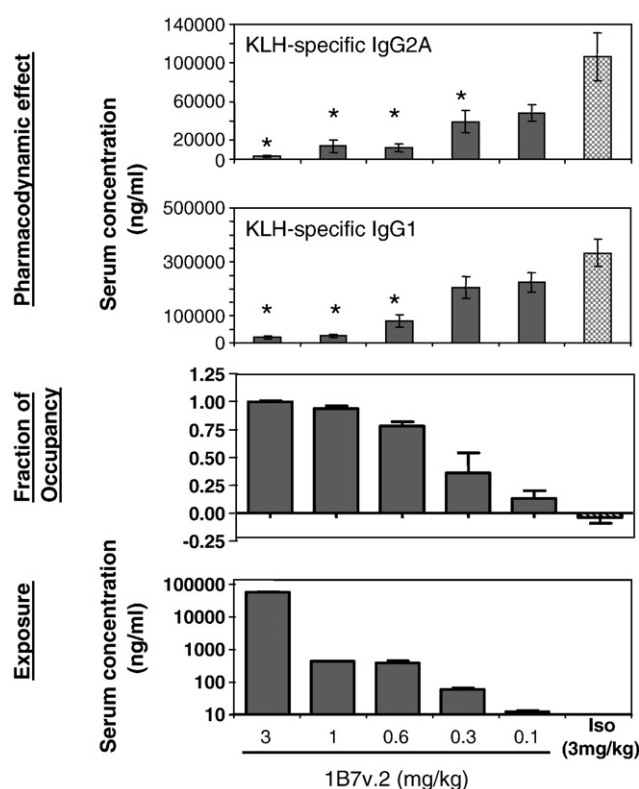 Pharmacodynamic effect
Serum concentration
(ng/ml)
140000
100000
60000
20000
0
KLH-specific IgG2A
*
*
*
*
500000
300000
100000
0
KLH-specific IgG1
*
*
*
Fraction of
Occupancy
1.25
1.00
0.75
0.50
0.25
0.00
-0.25
Exposure
Serum concentration
(ng/ml)
100000
10000
1000
100
10
3 1 0.6 0.3 0.1 Iso
(3mg/kg)
1B7v.2 (mg/kg)